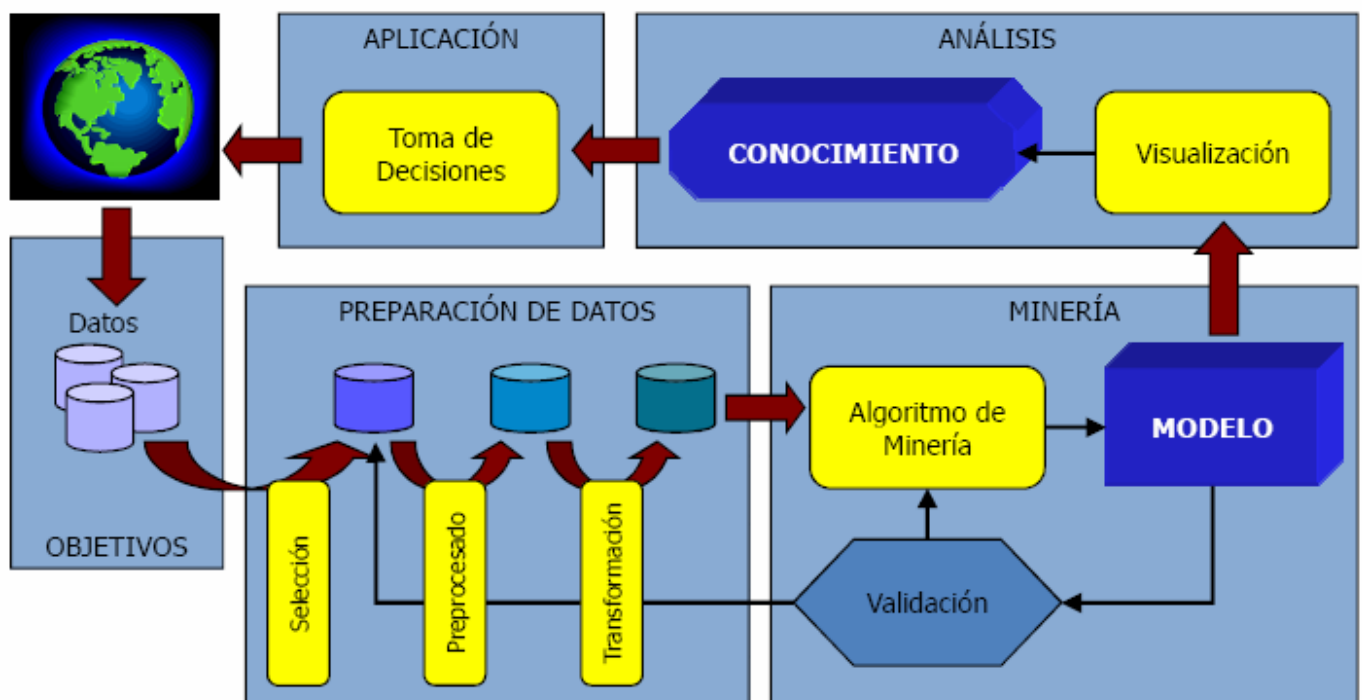 APLICACIÓN
Toma de
Decisiones
ANÁLISIS
CONOCIMIENTO
Visualización
Datos
OBJETIVOS
PREPARACIÓN DE DATOS
Selección
Preprocesado
Transformación
MINERÍA
Algoritmo de
Minería
MODELO
Validación